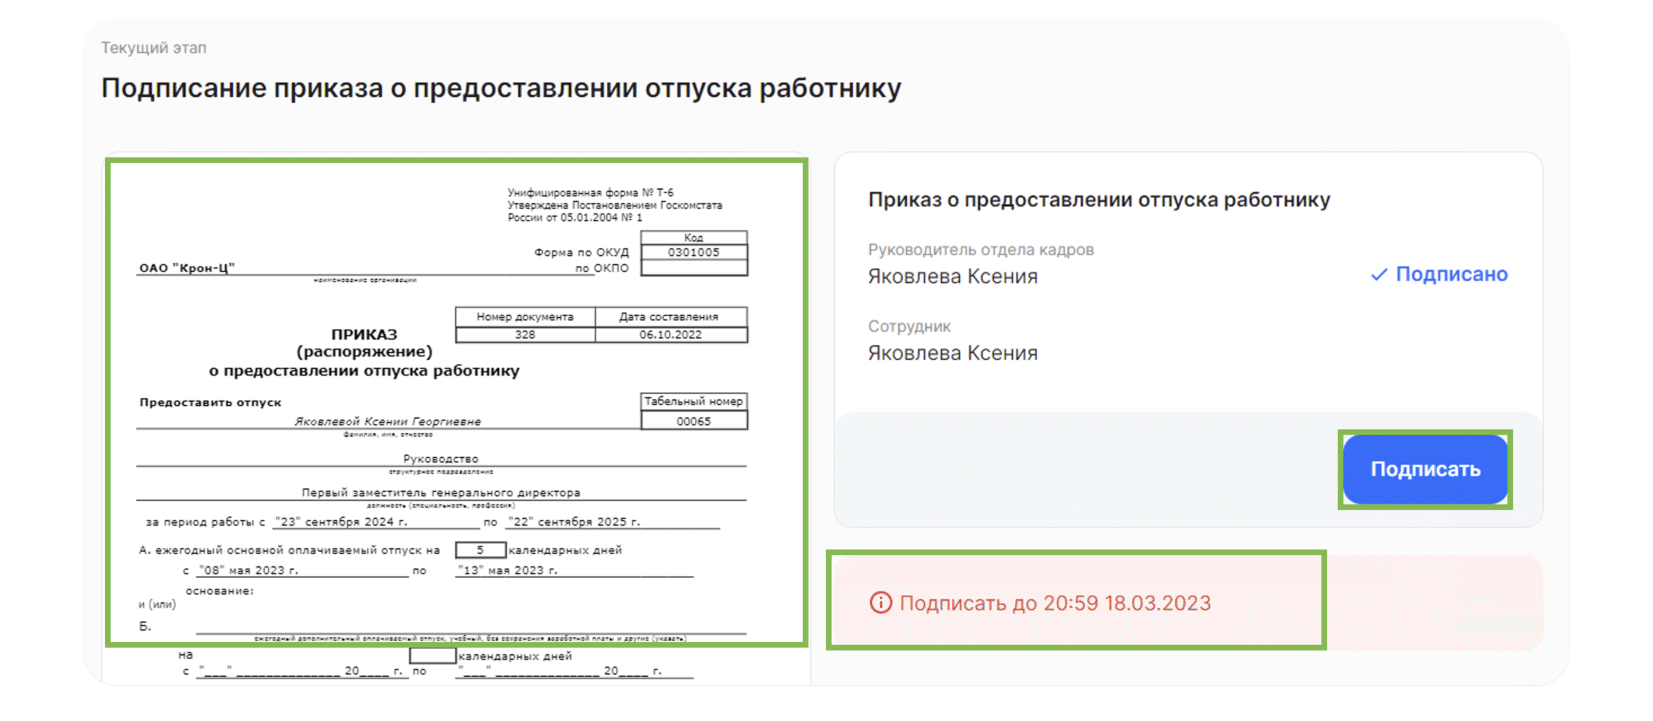 Текущий этап
Подписание приказа о предоставлении отпуска работнику
Унифицированная форма № Т-6
Утверждена Постановлением Госкомстата
России от 05.01.2004 № 1
Код
Форма по ОКУД 0301005
ОАО "Крон-Ц" по ОКПО
наименование организации
Номер документа Дата составления
ПРИКАЗ 328 06.10.2022
(распоряжение)
о предоставлении отпуска работнику
Предоставить отпуск Табельный номер
Яковлевой Ксении Георгиевне 00065
фамилия, имя, отчество
Руководство
структурное подразделение
Первый заместитель генерального директора
должность (специальность, профессия)
за период работы с "23" сентября 2024 г. по "22" сентября 2025 г.
А. ежегодный основной оплачиваемый отпуск на 5 календарных дней
с "08" мая 2023 г. по "13" мая 2023 г.
основание:
и (или)
Б.
ежегодный дополнительный оплачиваемый отпуск, учебный, без сохранения заработной платы и другие (указать)
на календарных дней
с "___" ______________ 20____ г. по "___" ______________ 20____ г.
Приказ о предоставлении отпуска работнику
Руководитель отдела кадров
Яковлева Ксения
Подписано
Сотрудник
Яковлева Ксения
Подписать
Подписать до 20:59 18.03.2023